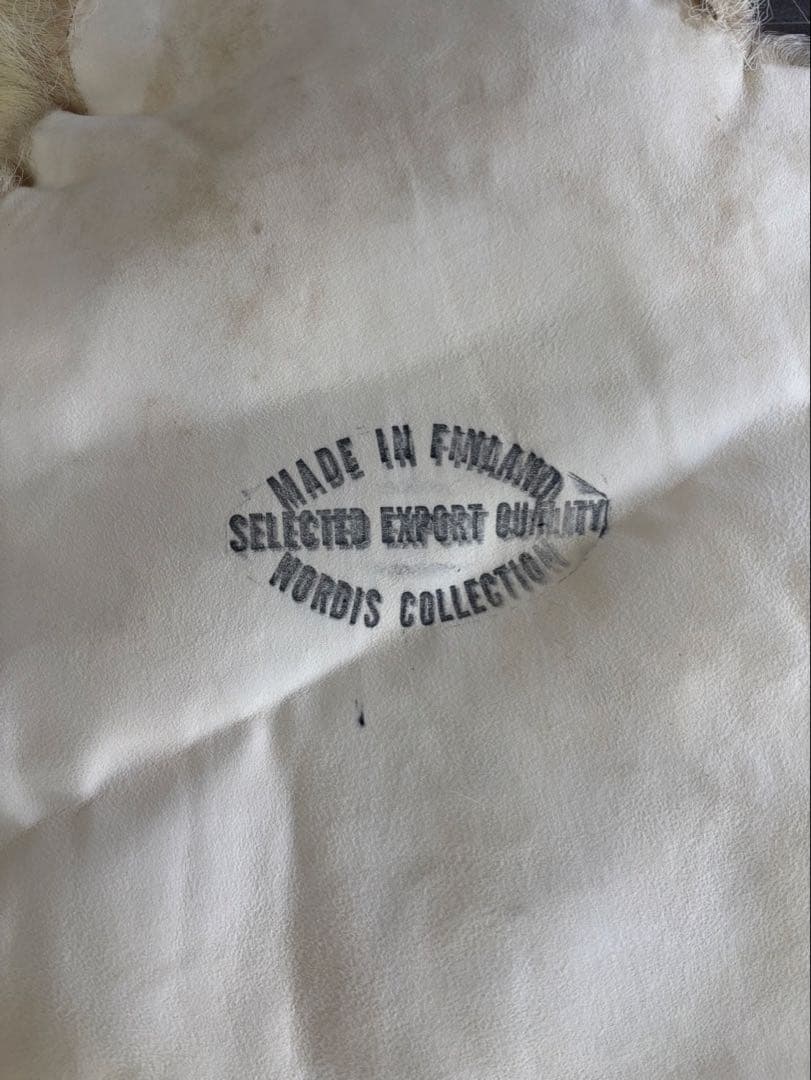 MADE IN FINLAND
SELECTED EXPORT QUALITY
NORDIS COLLECTION